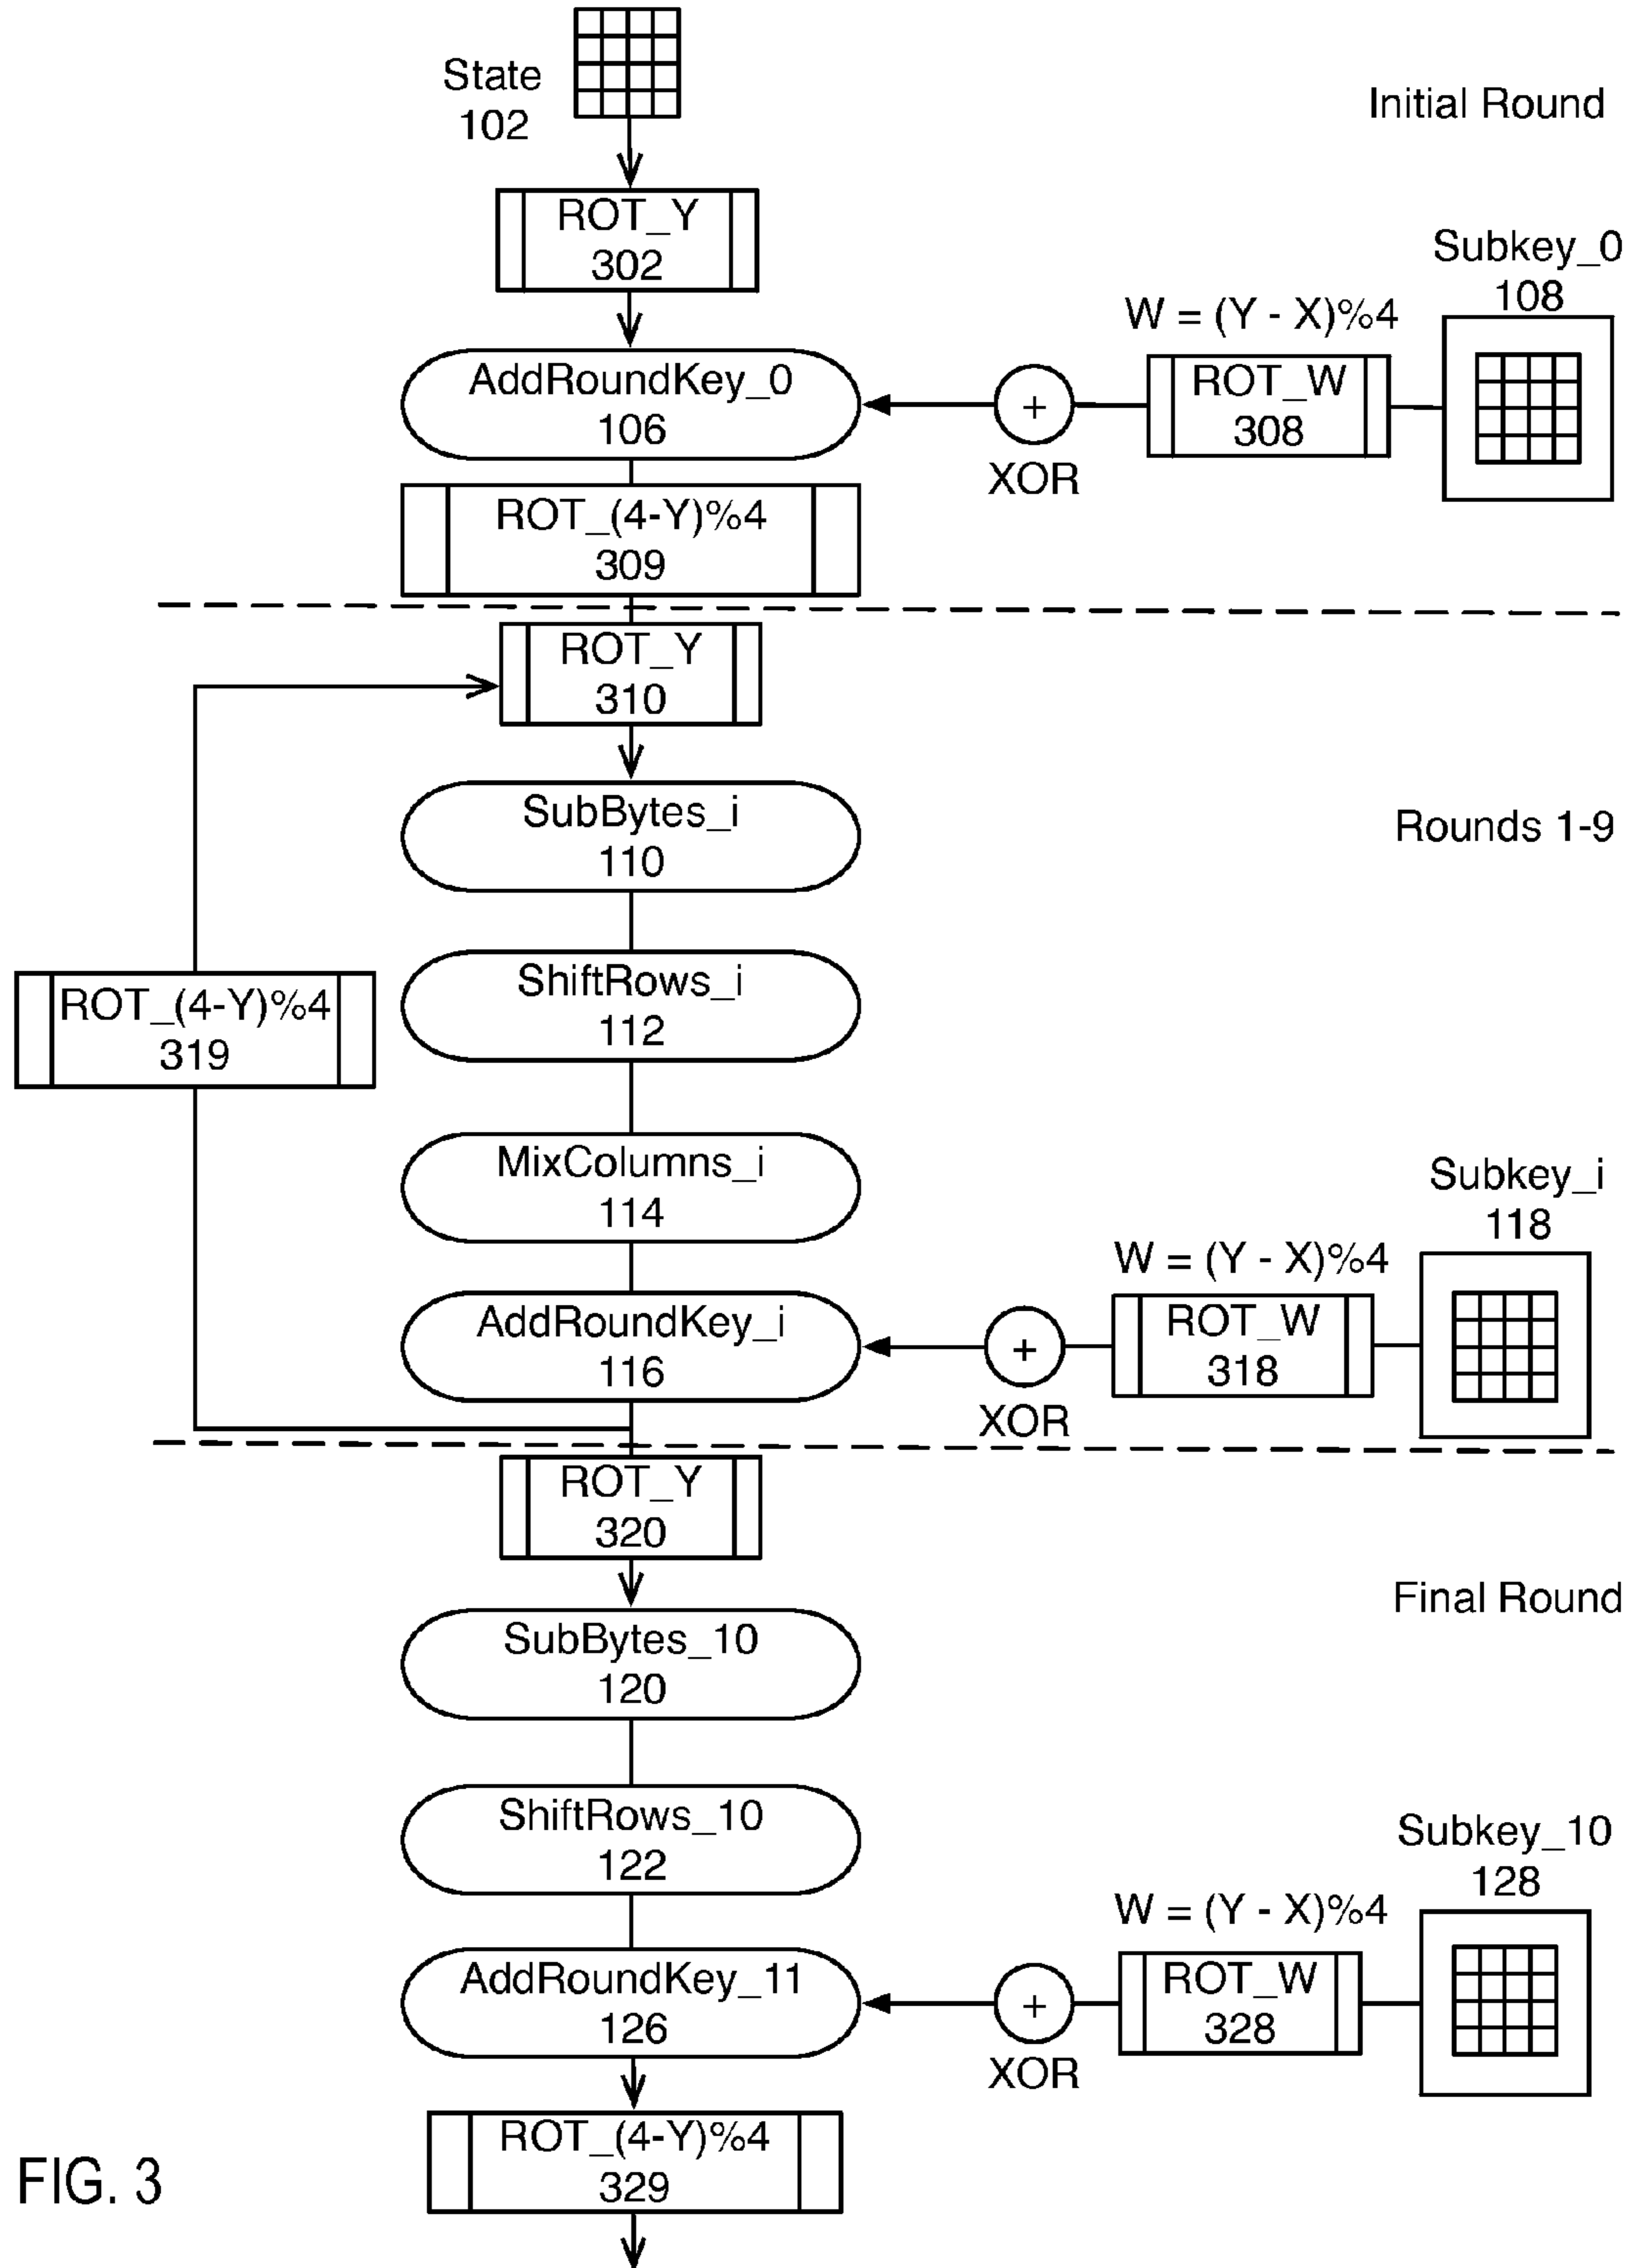 State
102
Initial Round
ROT_Y
302
Subkey_0
108
W = (Y - X)%4
AddRoundKey_0
106
+
XOR
ROT_W
308
ROT_(4-Y)%4
309
ROT_Y
310
SubBytes_i
110
Rounds 1-9
ShiftRows_i
112
ROT_(4-Y)%4
319
MixColumns_i
114
Subkey_i
118
W = (Y - X)%4
AddRoundKey_i
116
+
XOR
ROT_W
318
ROT_Y
320
Final Round
SubBytes_10
120
ShiftRows_10
122
Subkey_10
128
W = (Y - X)%4
AddRoundKey_11
126
+
XOR
ROT_W
328
ROT_(4-Y)%4
329
FIG. 3